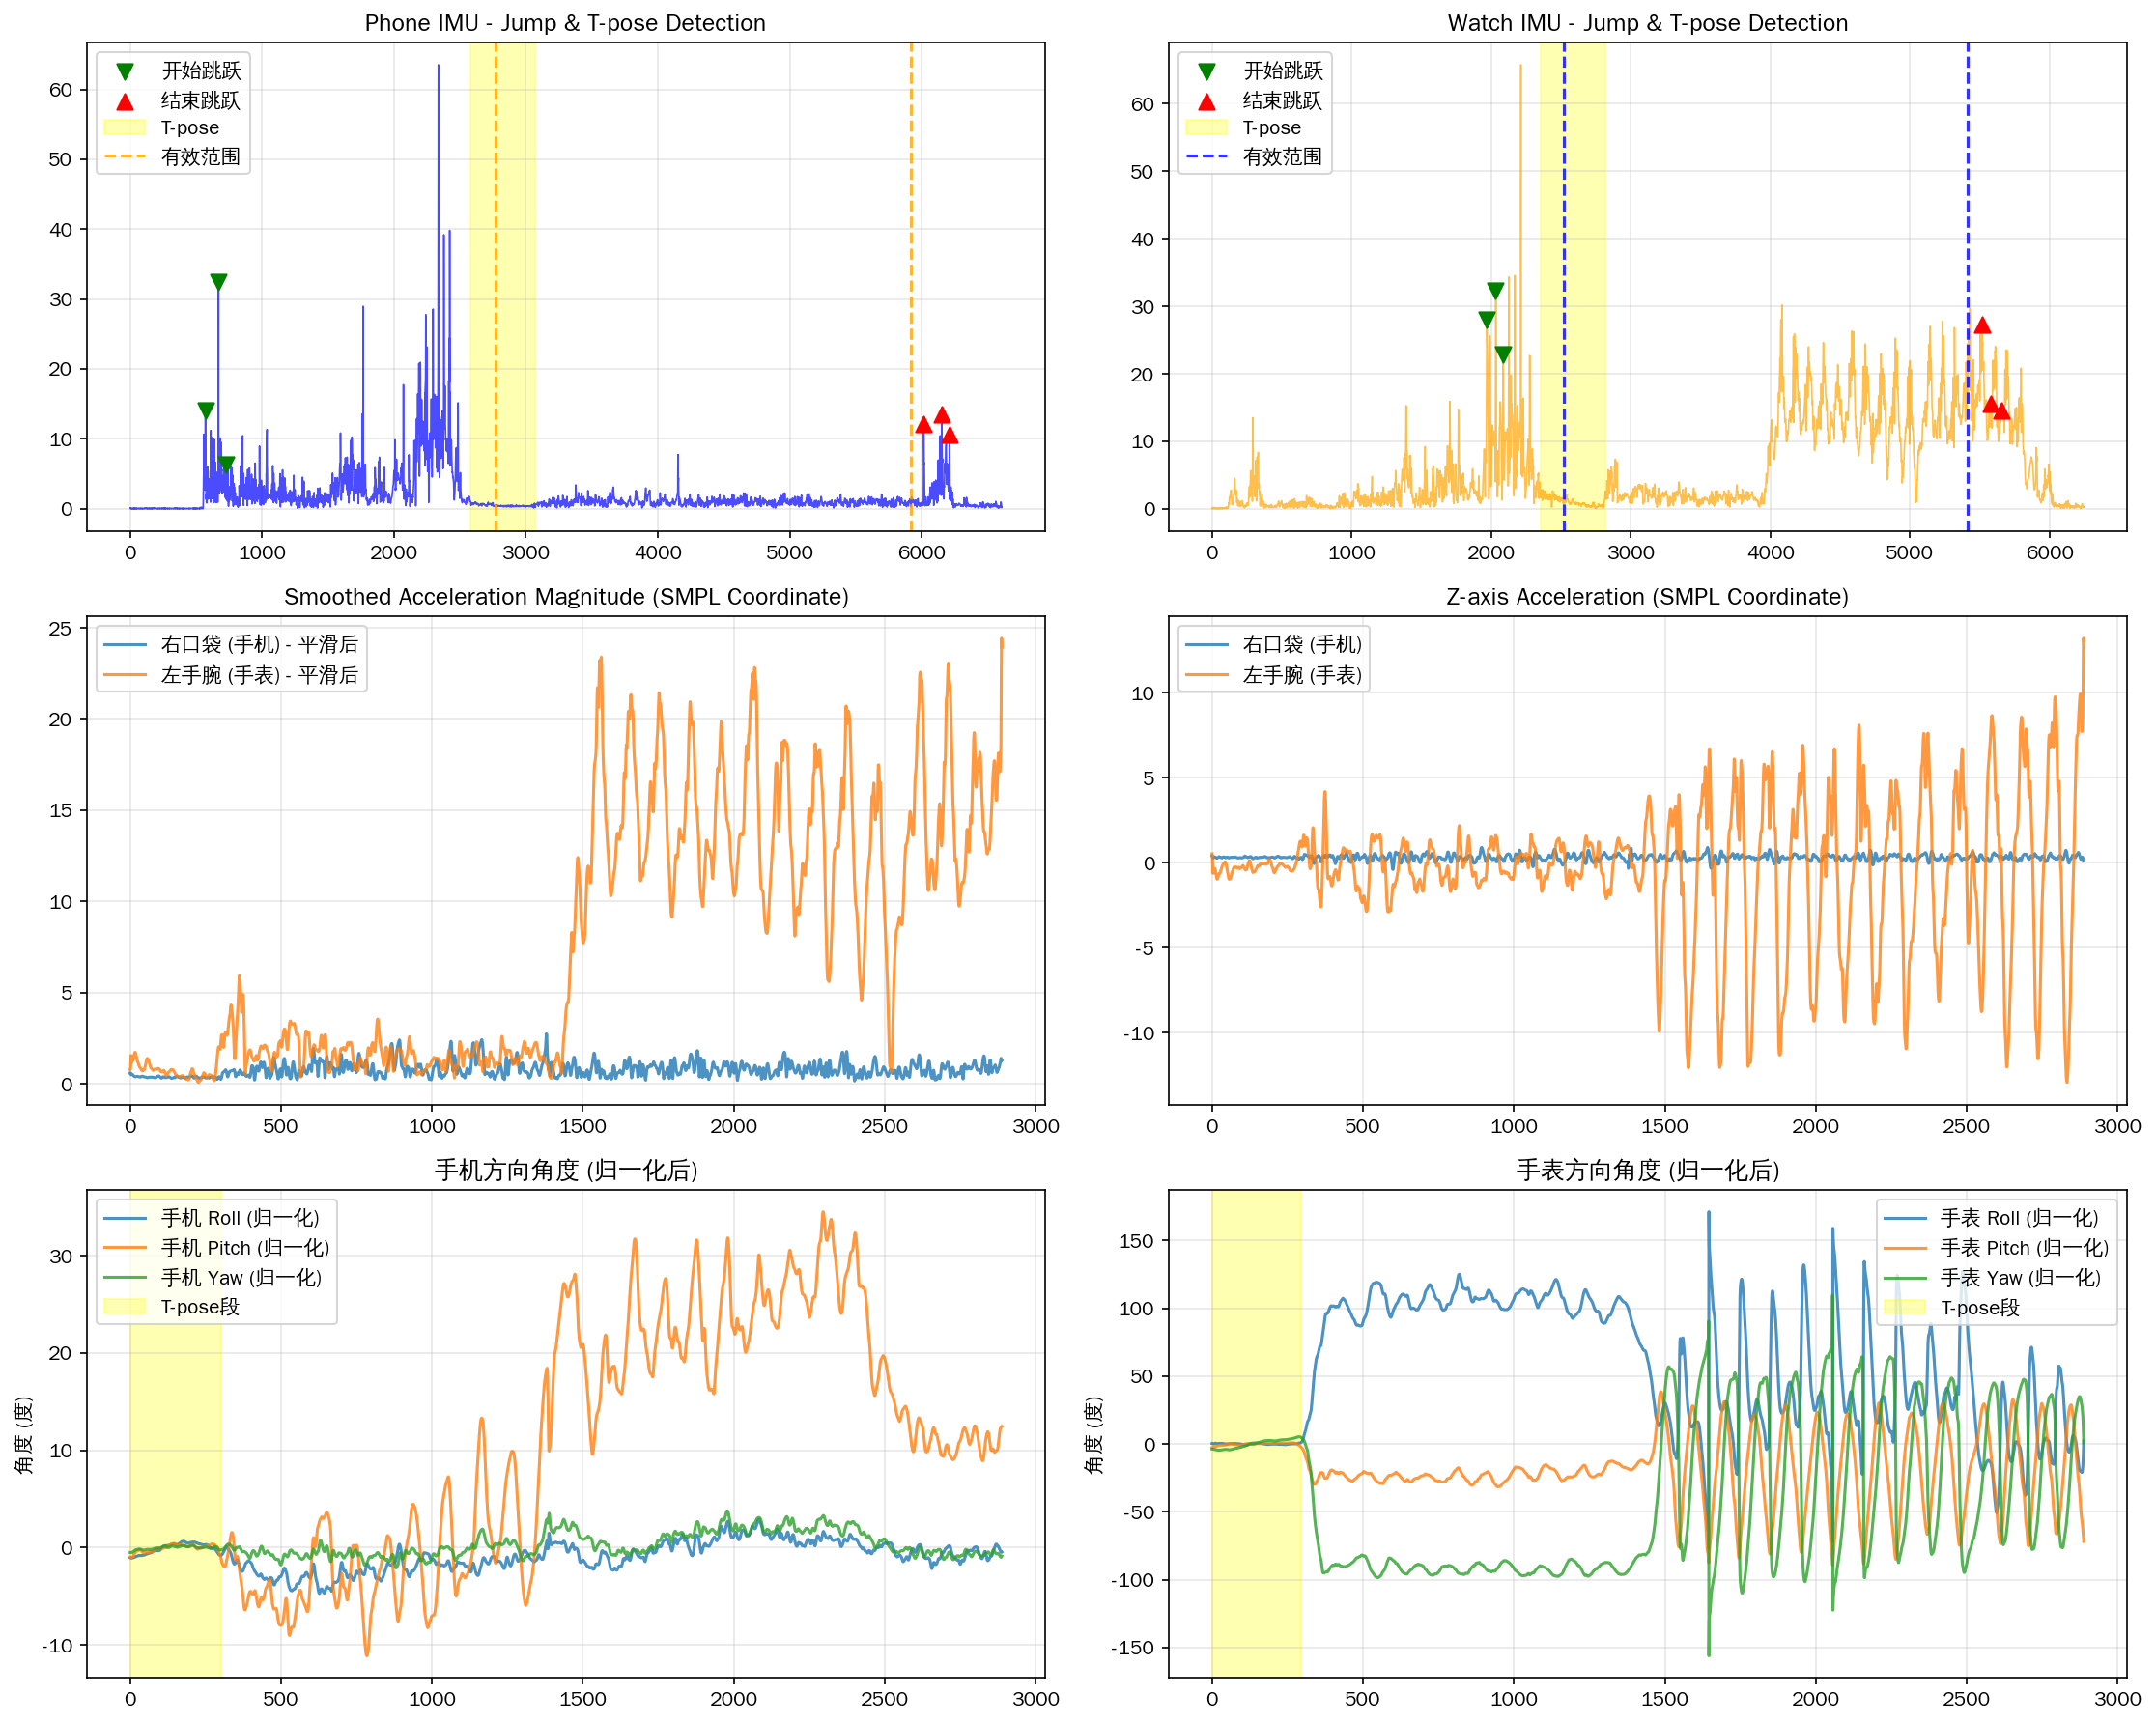 Phone IMU - Jump & T-pose Detection
开始跳跃
结束跳跃
T-pose
有效范围
60
50
40
30
20
10
0
0 1000 2000 3000 4000 5000 6000
Watch IMU - Jump & T-pose Detection
开始跳跃
结束跳跃
T-pose
有效范围
60
50
40
30
20
10
0
0 1000 2000 3000 4000 5000 6000
Smoothed Acceleration Magnitude (SMPL Coordinate)
右口袋 (手机) - 平滑后
左手腕 (手表) - 平滑后
25
20
15
10
5
0
0 500 1000 1500 2000 2500 3000
Z-axis Acceleration (SMPL Coordinate)
右口袋 (手机)
左手腕 (手表)
10
5
0
-5
-10
0 500 1000 1500 2000 2500 3000
手机方向角度 (归一化后)
手机 Roll (归一化)
手机 Pitch (归一化)
手机 Yaw (归一化)
T-pose段
角度 (度)
30
20
10
0
-10
0 500 1000 1500 2000 2500 3000
手表方向角度 (归一化后)
手表 Roll (归一化)
手表 Pitch (归一化)
手表 Yaw (归一化)
T-pose段
角度 (度)
150
100
50
0
-50
-100
-150
0 500 1000 1500 2000 2500 3000